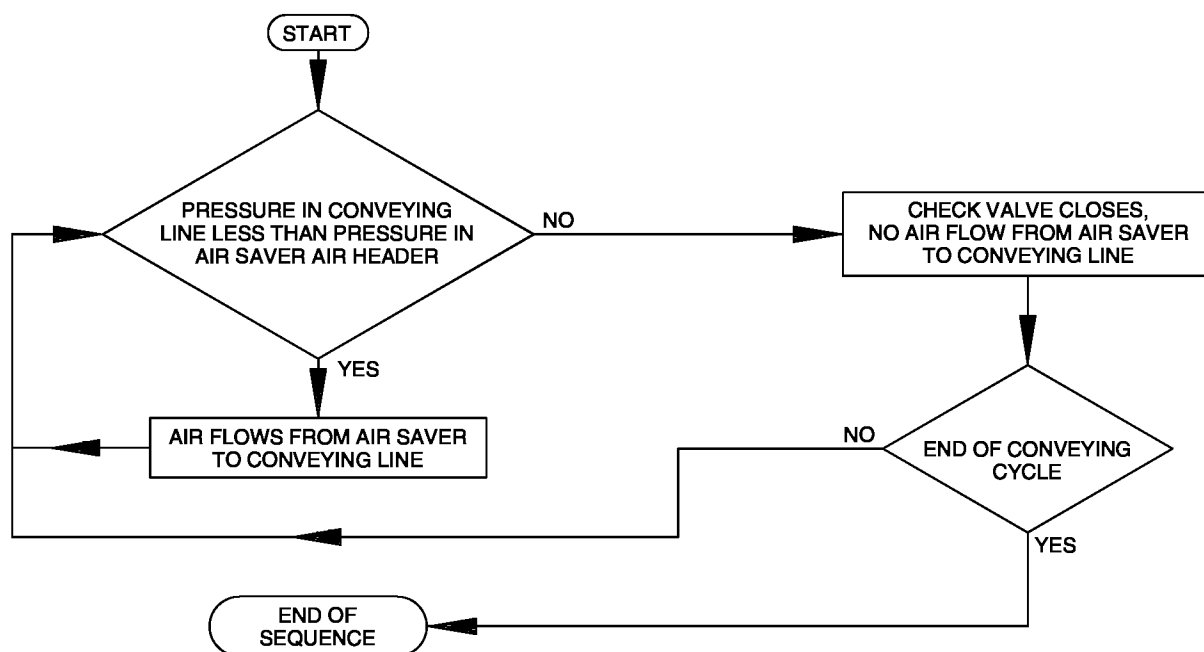 START
PRESSURE IN CONVEYING
LINE LESS THAN PRESSURE IN
AIR SAVER AIR HEADER
NO
CHECK VALVE CLOSES,
NO AIR FLOW FROM AIR SAVER
TO CONVEYING LINE
YES
AIR FLOWS FROM AIR SAVER
TO CONVEYING LINE
NO
END OF CONVEYING
CYCLE
YES
END OF
SEQUENCE